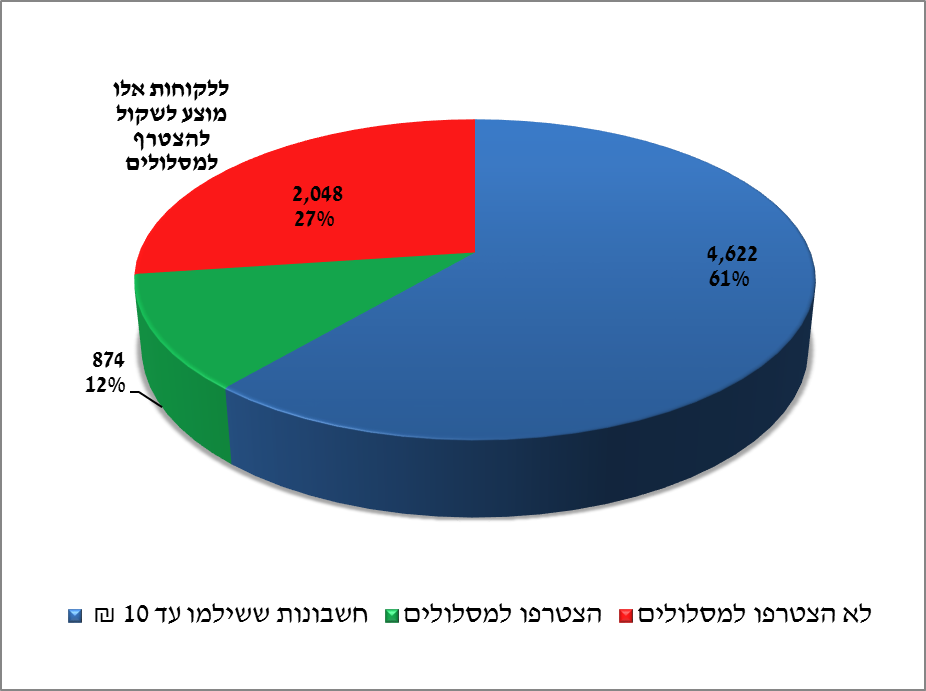 ללקוחות אלו
מוצע לשקול
להצטרף
למסלולים
2,048
27%
4,622
61%
874
12%
חשבונות ששילמו עד 10 ₪
הצטרפו למסלולים
לא הצטרפו למסלולים